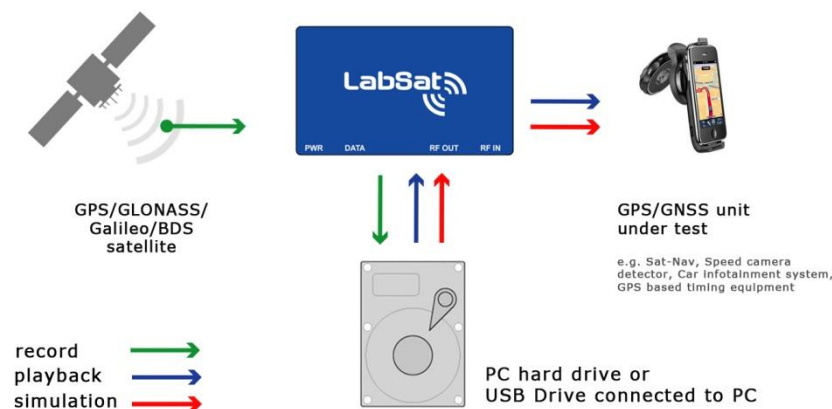 LabSat
PWR DATA RF OUT RF IN
GPS/GLONASS/
Galileo/BDS
satellite
GPS/GNSS unit
under test
e.g. Sat-Nav, Speed camera
detector, Car infotainment system,
GPS based timing equipment
record
playback
simulation
PC hard drive or
USB Drive connected to PC